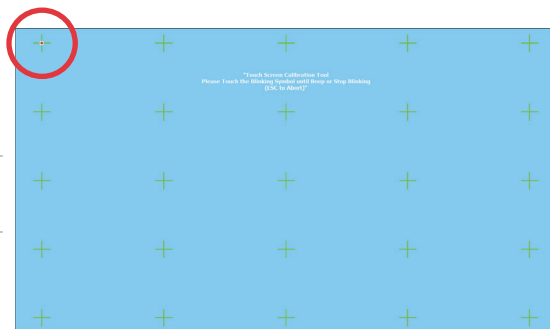 "Touch Screen Calibration Tool
Please Touch the Blinking Symbol until Beep or Stop Blinking
(ESC to Abort)"